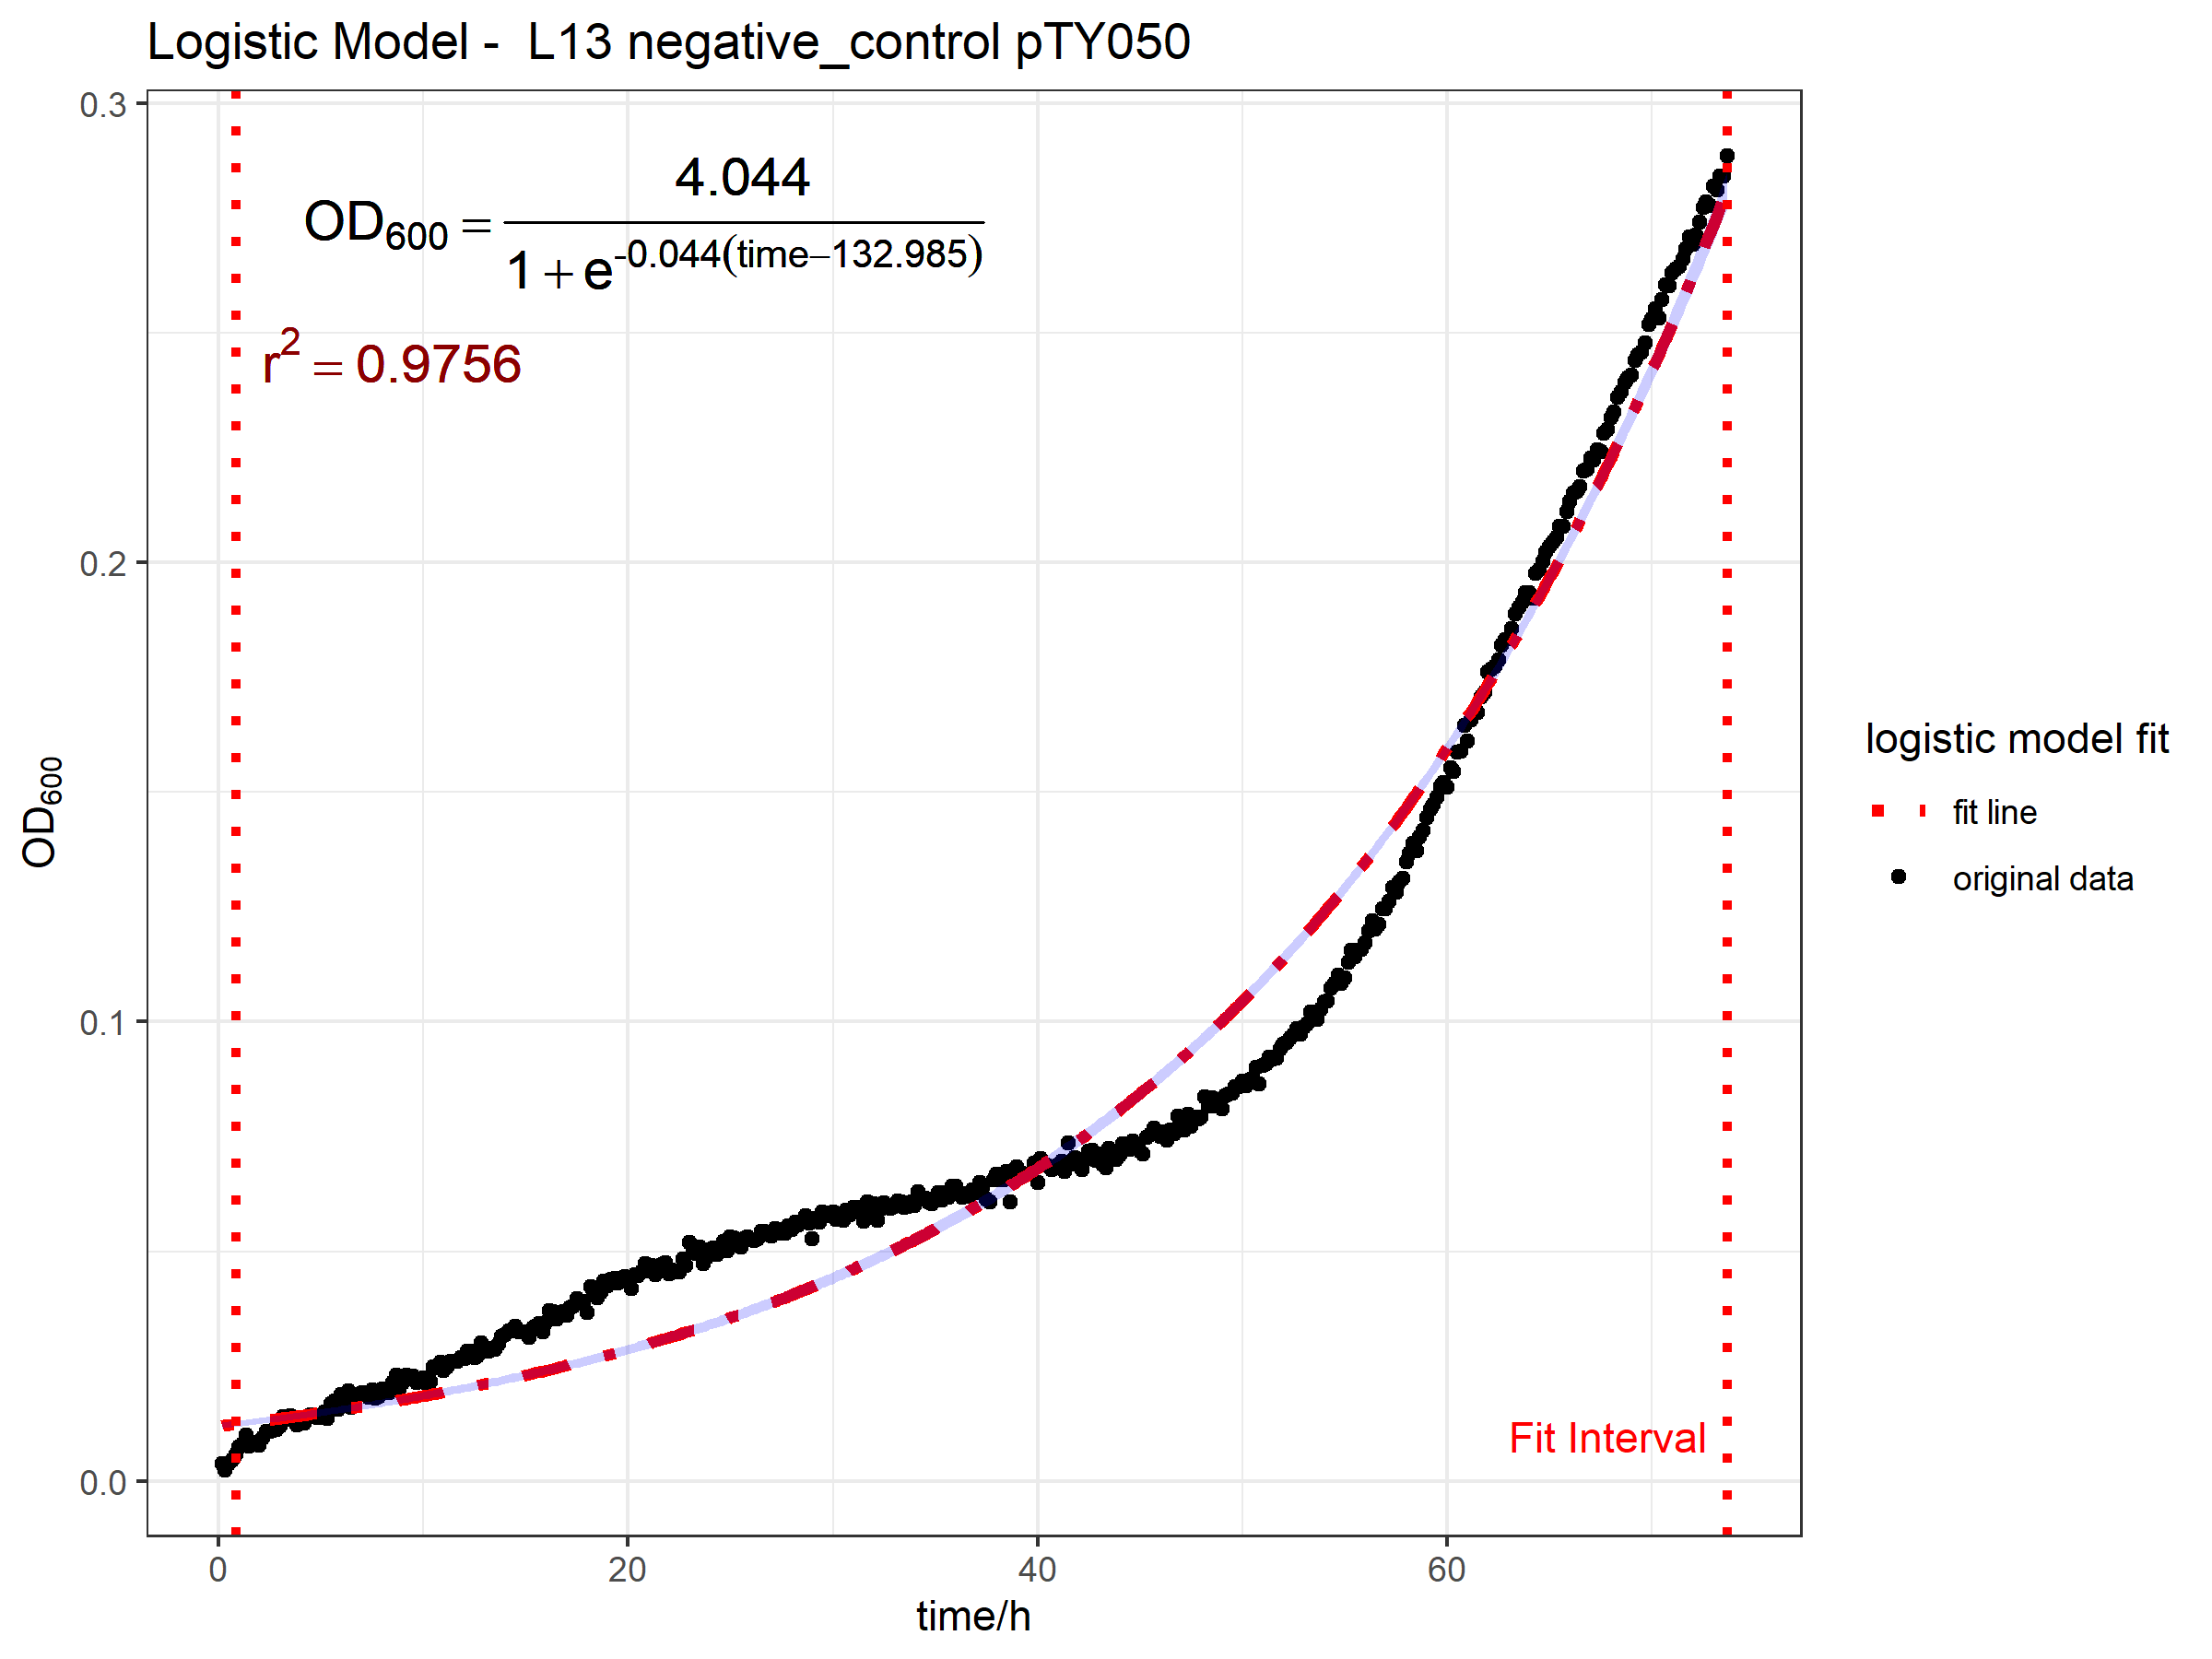 Logistic Model -  L13 negative_control pTY050
OD600 = 4.044 / 1 + e^-0.044(time−132.985)
r² = 0.9756
0.3
0.2
0.1
0.0
OD600
0 20 40 60
time/h
Fit Interval
logistic model fit
fit line
original data